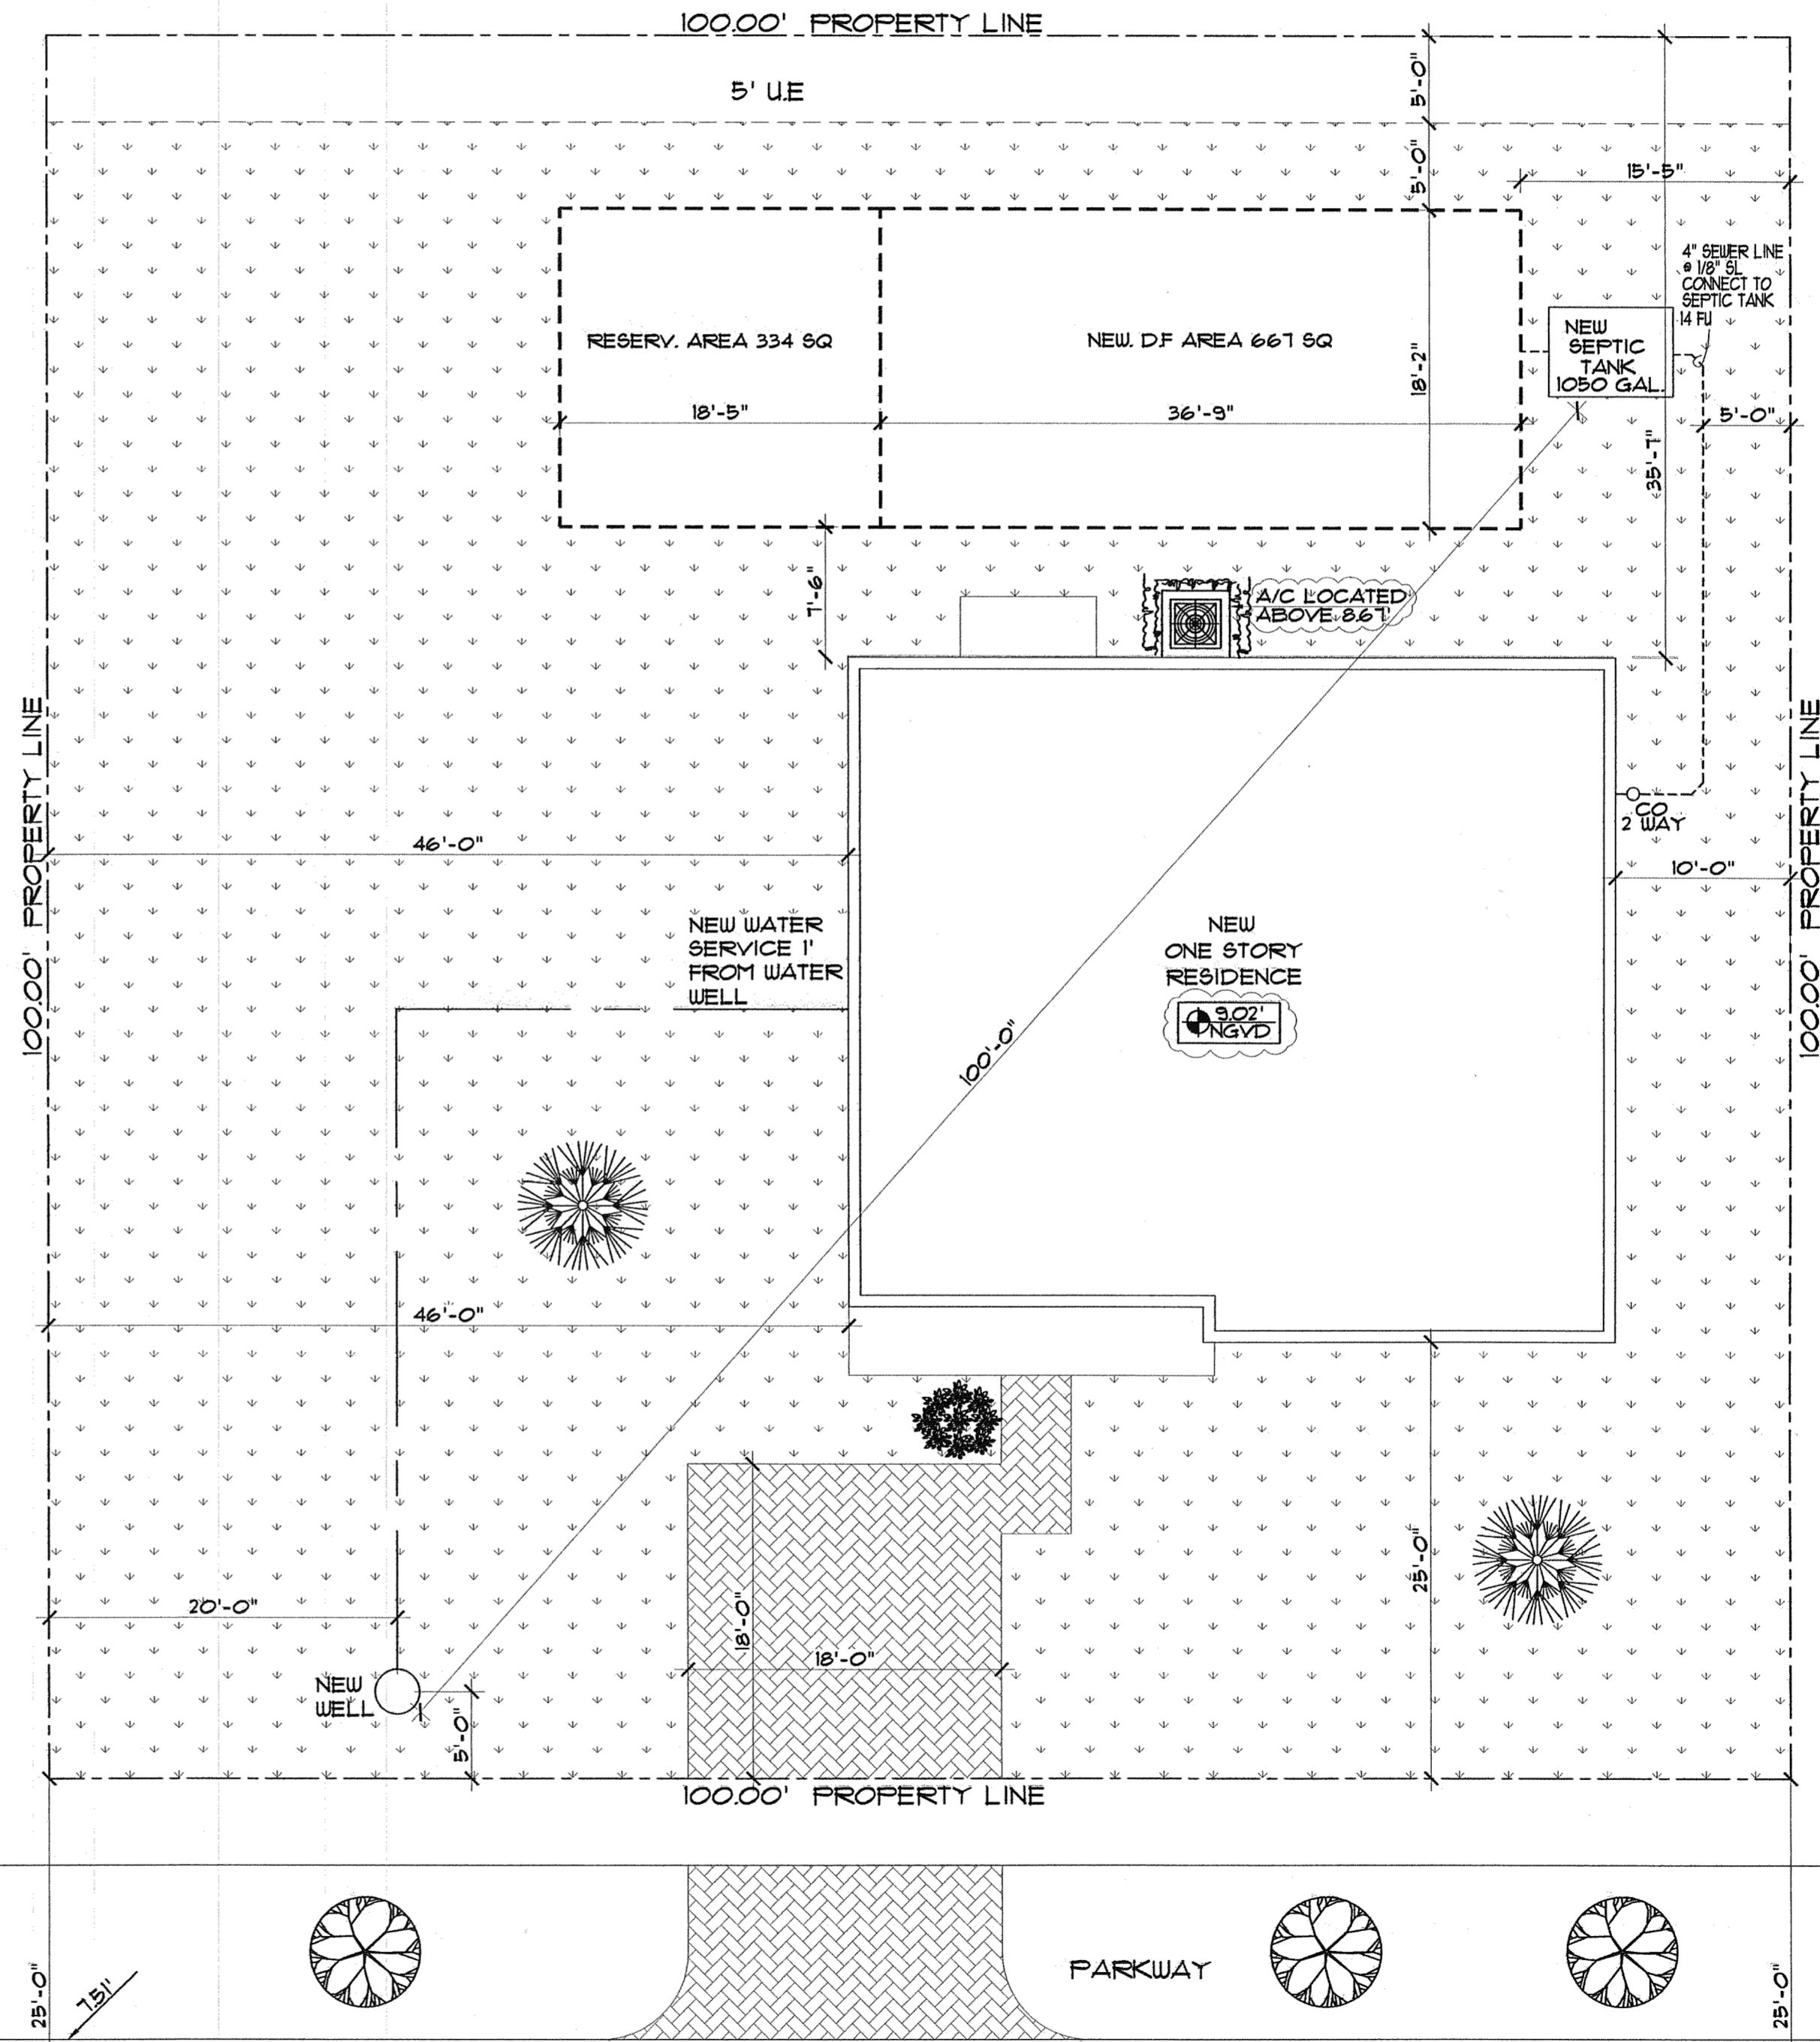 100.00' PROPERTY LINE
5' U.E
5'-0"
5'-0"
15'-5"
4" SEWER LINE
@ 1/8" SL
CONNECT TO
SEPTIC TANK
14 FU
NEW
SEPTIC
TANK
1050 GAL.
RESERV. AREA 334 SQ
NEW. D.F AREA 667 SQ
18'-2"
18'-5"
36'-9"
5'-0"
35'-7"
7'-6"
A/C LOCATED
ABOVE 8.67'
100.00' PROPERTY LINE
100.00' PROPERTY LINE
CO
2 WAY
46'-0"
10'-0"
NEW WATER
SERVICE 1'
FROM WATER
WELL
NEW
ONE STORY
RESIDENCE
9.02'
NGVD
100'-0"
46'-0"
25'-0"
20'-0"
18'-0"
18'-0"
NEW
WELL
5'-0"
100.00' PROPERTY LINE
PARKWAY
25'-0"
7.51'
25'-0"